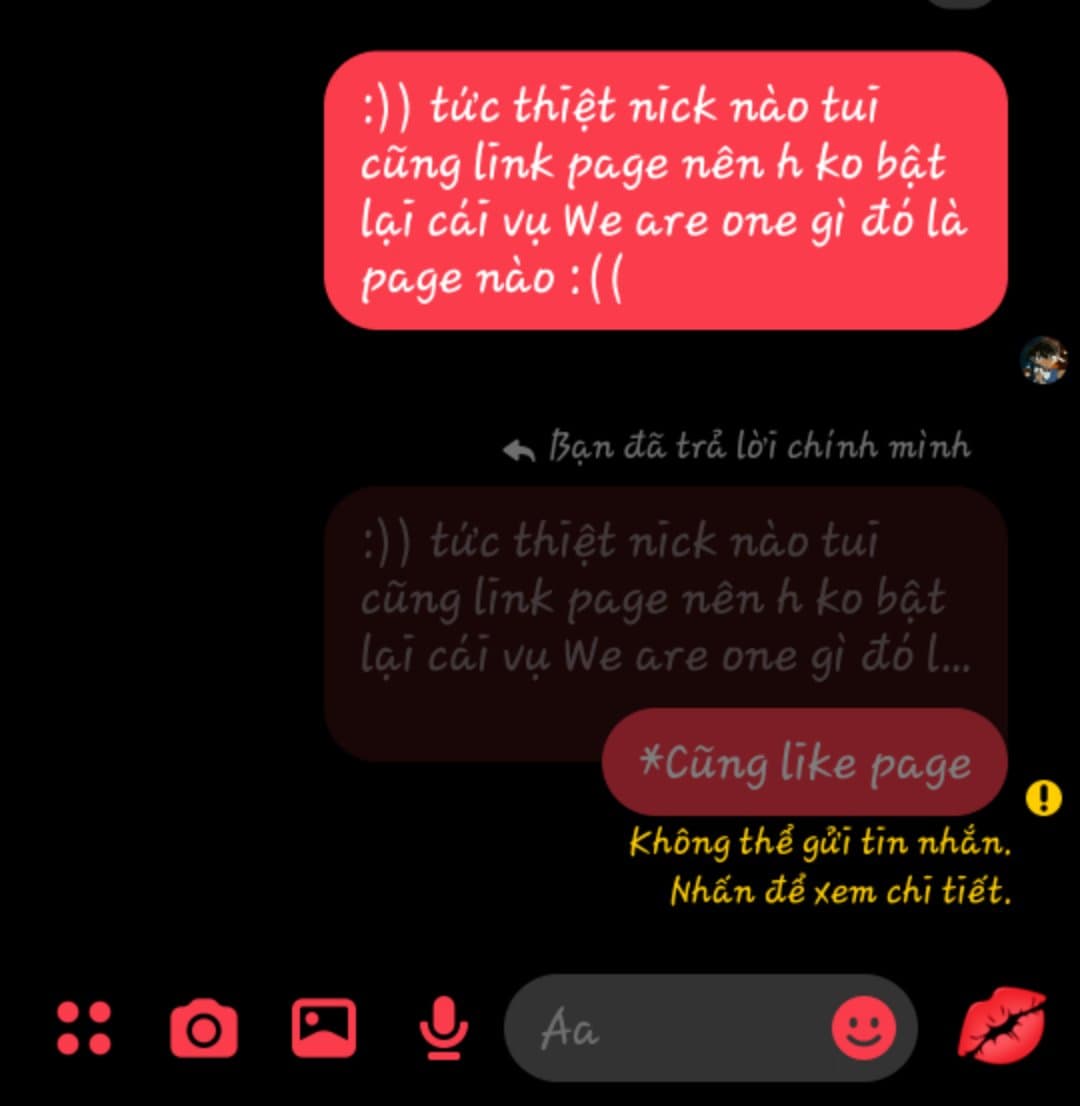 :)) tức thiệt nick nào tui
cũng link page nên h ko bật
lại cái vụ We are one gì đó là
page nào :((
Bạn đã trả lời chính mình
:)) tức thiệt nick nào tui
cũng link page nên h ko bật
lại cái vụ We are one gì đó l...
*Cũng like page
Không thể gửi tin nhắn.
Nhấn để xem chi tiết.
Aa